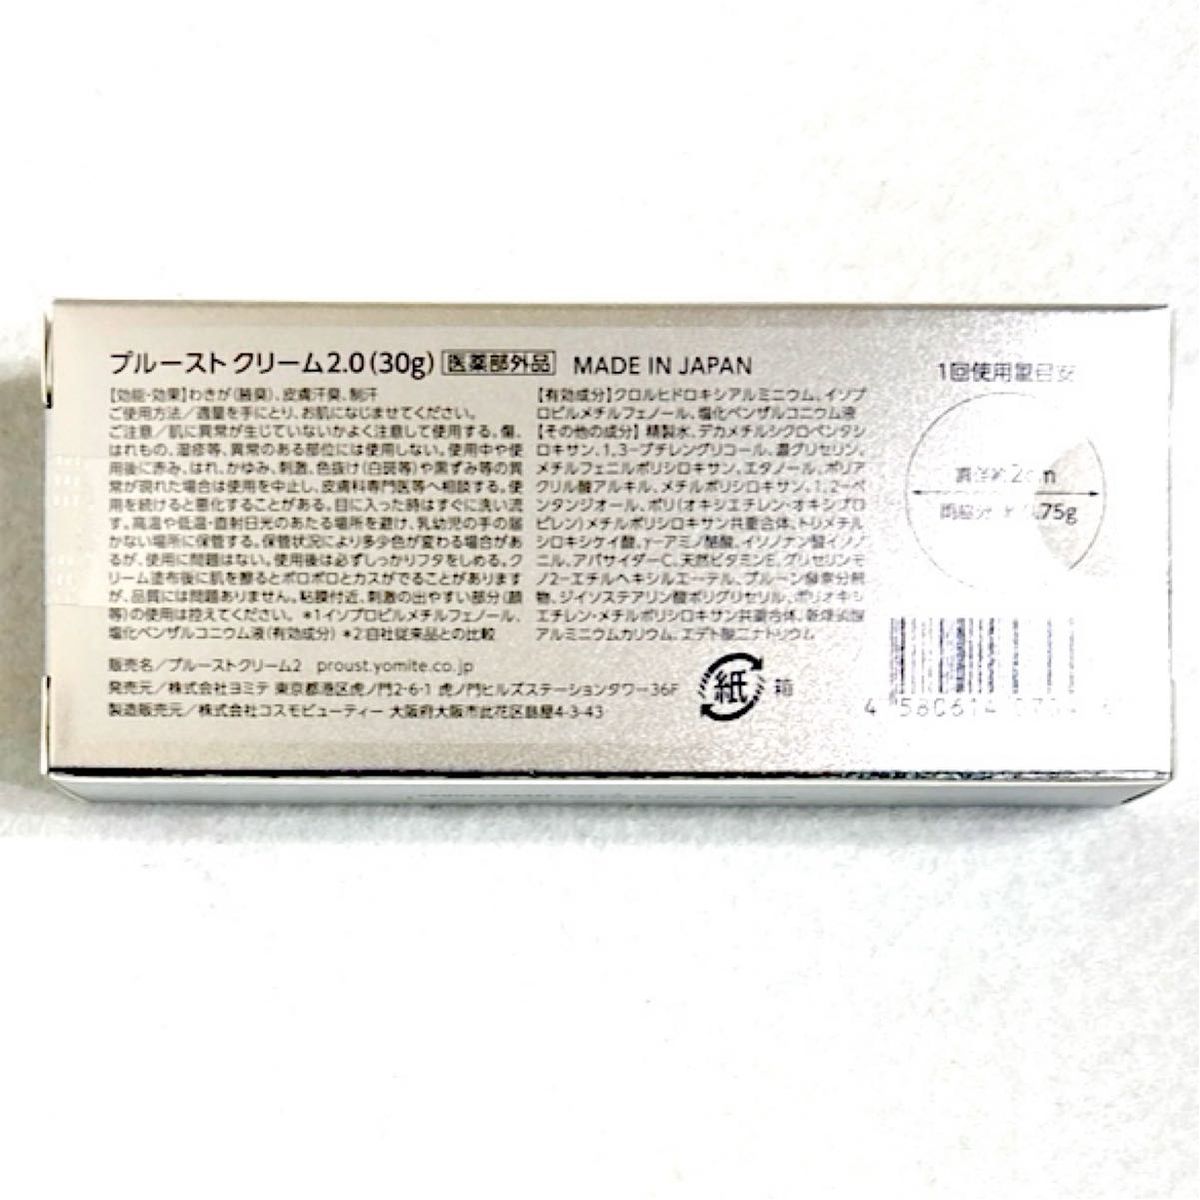 プルースト クリーム2.0(30g) 医薬部外品 MADE IN JAPAN
【効能・効果】わきが(腋臭)、皮膚汗臭、制汗
ご使用方法/適量を手にとり、お肌になじませてください。
ご注意/肌に異常が生じていないかよく注意して使用する。傷、
はれもの、湿疹等、異常のある部位には使用しない。使用中や使
用後に赤み、はれ、かゆみ、刺激、色抜け(白斑等)や黒ずみ等の異
常が現れた場合は使用を中止し、皮膚科専門医等へ相談する。使
用を続けると悪化することがある。目に入った時はすぐに洗い流
す。高温や低温・直射日光のあたる場所を避け、乳幼児の手の届
かない場所に保管する。保管状況により多少色が変わる場合があ
るが、使用に問題はない。使用後は必ずしっかりフタをしめる。ク
リーム塗布後に肌を擦るとポロポロとカスがでることがあります
が、品質には問題ありません。粘膜付近、刺激の出やすい部分(顔
等)の使用は控えてください。 *1イソプロピルメチルフェノール、
塩化ベンザルコニウム液(有効成分) *2自社従来品との比較
【有効成分】クロルヒドロキシアルミニウム、イソプ
ロピルメチルフェノール、塩化ベンザルコニウム液
【その他の成分】精製水、デカメチルシクロペンタシ
ロキサン、1,3-ブチレングリコール、濃グリセリン、
メチルフェニルポリシロキサン、エタノール、ポリア
クリル酸アルキル、メチルポリシロキサン、1,2-ペ
ンタンジオール、ポリ(オキシエチレン・オキシプロ
ピレン)メチルポリシロキサン共重合体、トリメチル
シロキシケイ酸、γ-アミノ酪酸、イソノナン酸イソノ
ニル、アパサイダーC、天然ビタミンE、グリセリンモ
ノ2-エチルヘキシルエーテル、プルーン酵素分解
物、ジイソステアリン酸ポリグリセリル、ポリオキシ
エチレン・メチルポリシロキサン共重合体、乾燥硫酸
アルミニウムカリウム、エデト酸二ナトリウム
販売名/プルーストクリーム2 proust.yomite.co.jp
発売元/株式会社ヨミテ 東京都港区虎ノ門2-6-1 虎ノ門ヒルズステーションタワー36F
製造販売元/株式会社コスモビューティー 大阪府大阪市此花区島屋4-3-43
紙 箱
1回使用量目安
直径約2cm
両脇分 .75g
4 580614